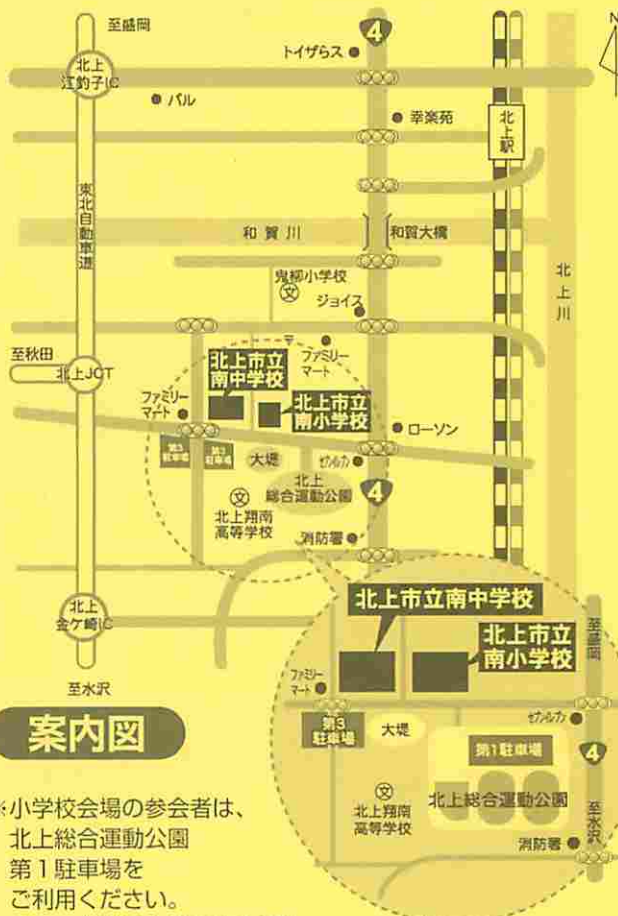 至盛岡
4
N
トイザらス
北上
江釣子IC
パル
幸楽苑
北上駅
東北自動車道
和賀川
和賀大橋
鬼柳小学校
文
ジョイス
北上川
至秋田
北上JCT
ファミリー
マート
北上市立
南中学校
ファミリー
マート
北上市立
南小学校
ローソン
第3
駐車場
駐車場
大堤
セブンイレブン
北上
総合運動公園
4
文
北上翔南
高等学校
消防署
北上
金ケ崎IC
至水沢
北上市立南中学校
北上市立
南小学校
至盛岡
ファミリー
マート
第3
駐車場
大堤
セブンイレブン
第1駐車場
4
文
北上翔南
高等学校
北上総合運動公園
至水沢
消防署
案内図
※小学校会場の参会者は、
北上総合運動公園
第1駐車場を
ご利用ください。